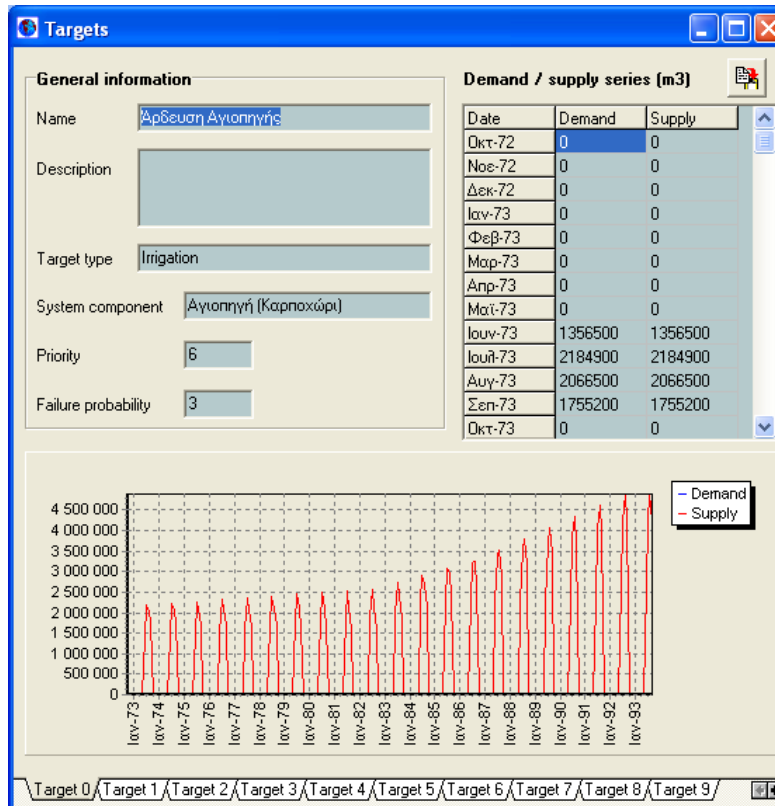 Targets
General information
Name Άρδευση Αγιοπηγής
Description
Target type Irrigation
System component Αγιοπηγή (Καρποχώρι)
Priority 6
Failure probability 3
Demand / supply series (m3)
Date Demand Supply
Οκτ-72 0 0
Νοε-72 0 0
Δεκ-72 0 0
Ιαν-73 0 0
Φεβ-73 0 0
Μαρ-73 0 0
Απρ-73 0 0
Μαϊ-73 0 0
Ιουν-73 1356500 1356500
Ιουλ-73 2184900 2184900
Αυγ-73 2066500 2066500
Σεπ-73 1755200 1755200
Οκτ-73 0 0
4 500 000
4 000 000
3 500 000
3 000 000
2 500 000
2 000 000
1 500 000
1 000 000
500 000
0
Ιαν-73
Ιαν-74
Ιαν-75
Ιαν-76
Ιαν-77
Ιαν-78
Ιαν-79
Ιαν-80
Ιαν-81
Ιαν-82
Ιαν-83
Ιαν-84
Ιαν-85
Ιαν-86
Ιαν-87
Ιαν-88
Ιαν-89
Ιαν-90
Ιαν-91
Ιαν-92
Ιαν-93
Demand
Supply
Target 0 Target 1 Target 2 Target 3 Target 4 Target 5 Target 6 Target 7 Target 8 Target 9